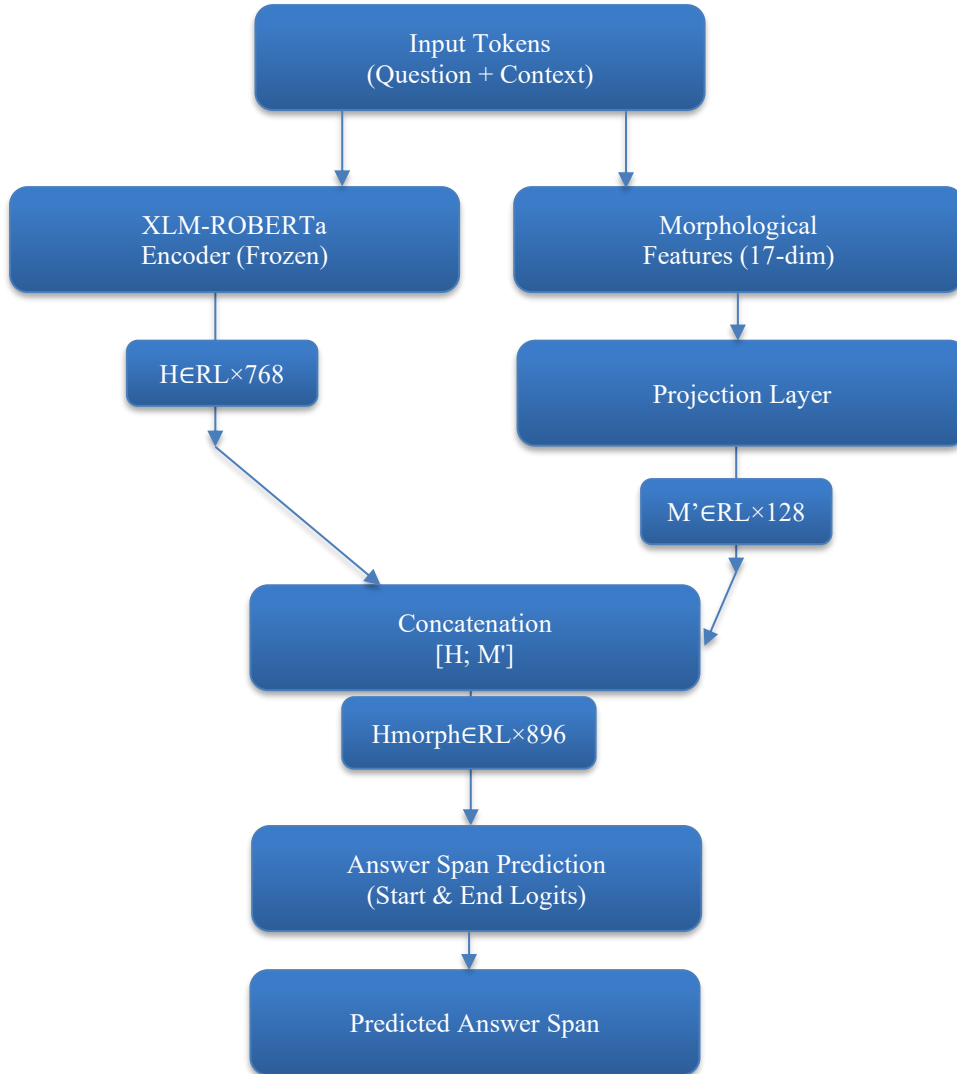 Input Tokens
(Question + Context)
XLM-ROBERTa
Encoder (Frozen)
Morphological
Features (17-dim)
H∈RL×768
Projection Layer
M’∈RL×128
Concatenation
[H; M']
Hmorph∈RL×896
Answer Span Prediction
(Start & End Logits)
Predicted Answer Span